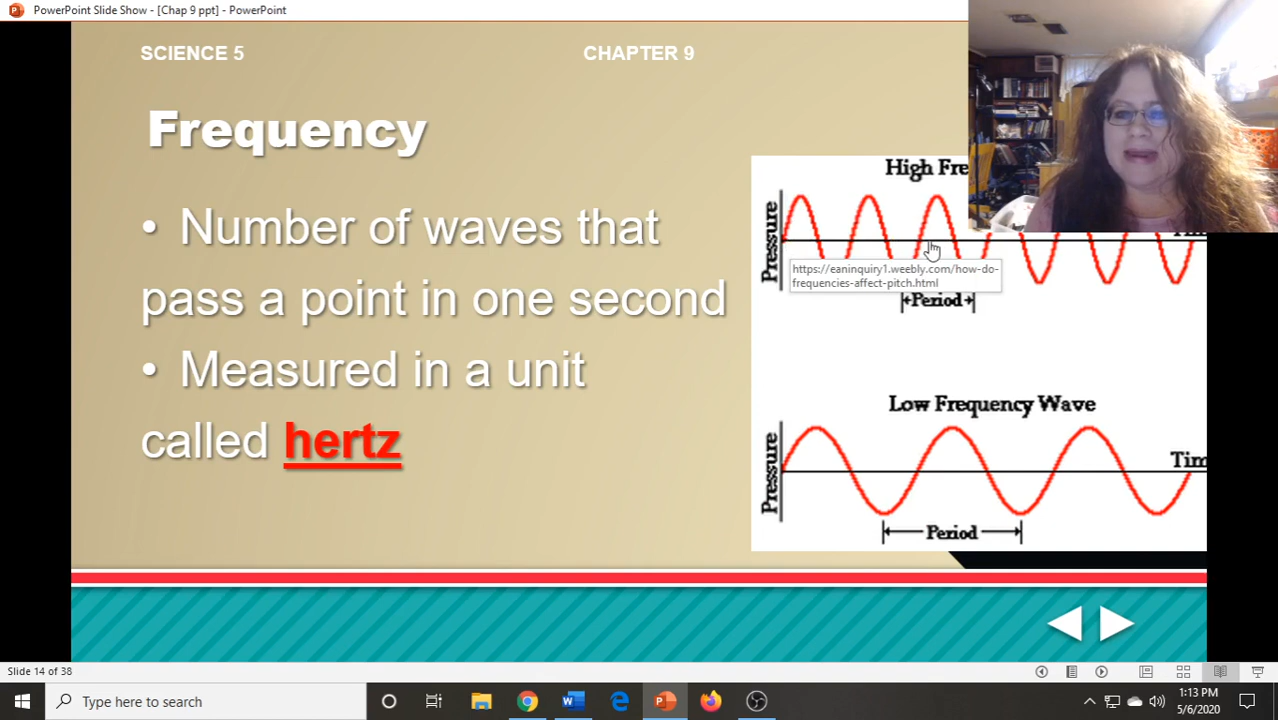 PowerPoint Slide Show - [Chap 9 ppt] - PowerPoint
SCIENCE 5
CHAPTER 9
Frequency
• Number of waves that
pass a point in one second
• Measured in a unit
called hertz
High Fre
Pressure
https://eaninquiry1.weebly.com/how-do-
frequencies-affect-pitch.html
Period
Low Frequency Wave
Pressure
Tim
Period
Slide 14 of 38
Type here to search
1:13 PM
5/6/2020